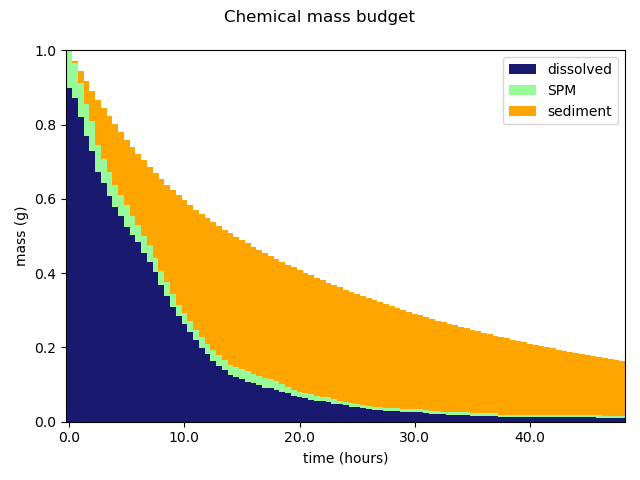 Chemical mass budget
1.0
0.8
0.6
0.4
0.2
0.0
mass (g)
dissolved
SPM
sediment
0.0 10.0 20.0 30.0 40.0
time (hours)